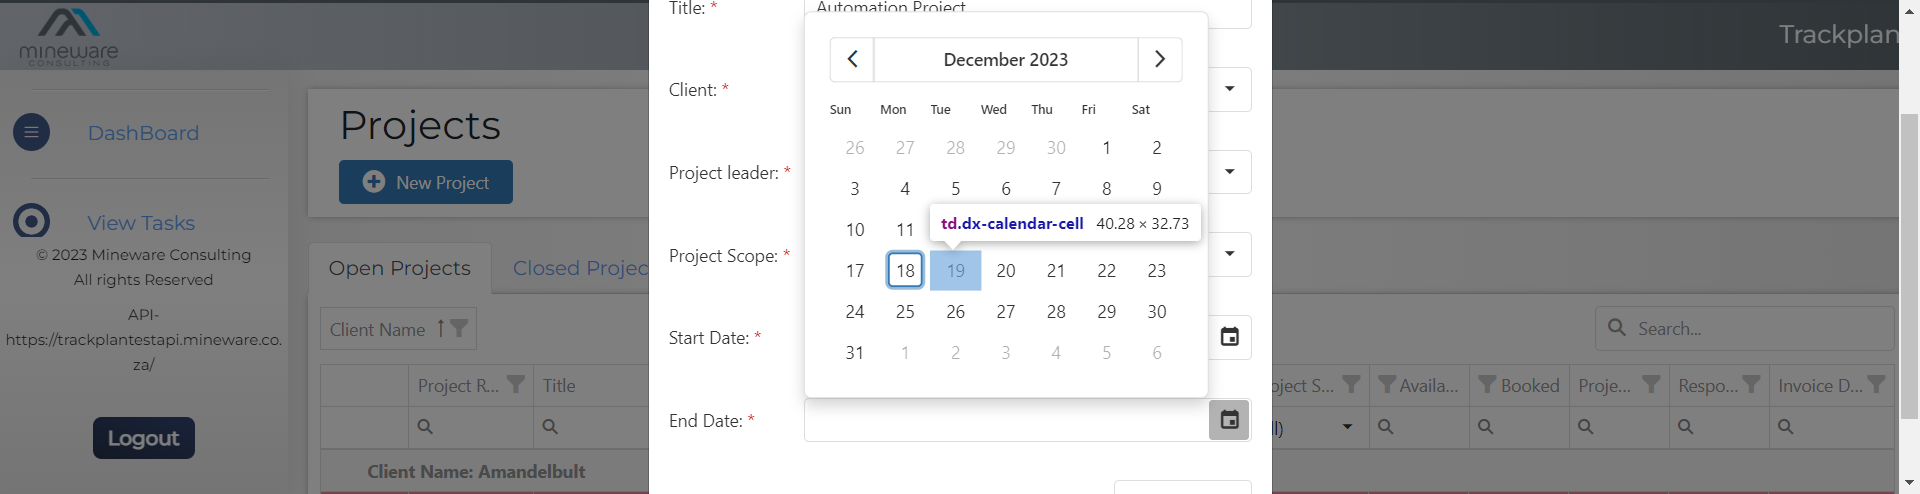 mineware
CONSULTING
Trackplan
DashBoard
View Tasks
© 2023 Mineware Consulting
All rights Reserved
API-
https://trackplantestapi.mineware.co.
za/
Logout
Projects
New Project
Open Projects
Closed Projec
Client Name
Search...
Project R...
Title
oject S...
Availa...
Booked
Proje...
Respo...
Invoice D...
ll)
Client Name: Amandelbult
Title: *
Automation Project
Client: *
Project leader: *
Project Scope: *
Start Date: *
End Date: *
December 2023
Sun Mon Tue Wed Thu Fri Sat
26 27 28 29 30 1 2
3 4 5 6 7 8 9
10 11
td.dx-calendar-cell 40.28 × 32.73
17 18 19 20 21 22 23
24 25 26 27 28 29 30
31 1 2 3 4 5 6